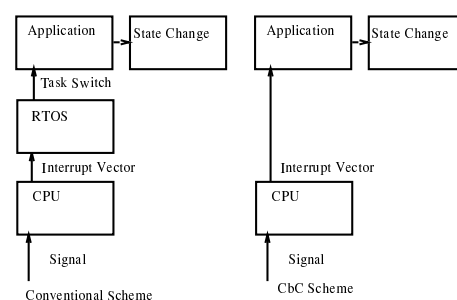 Application
State Change
Task Switch
RTOS
Interrupt Vector
CPU
Signal
Conventional Scheme
Application
State Change
Interrupt Vector
CPU
Signal
CbC Scheme